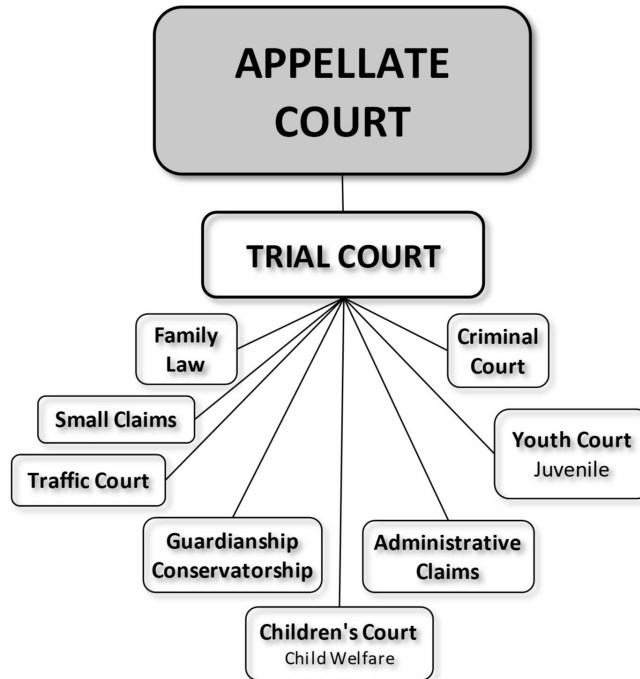 APPELLATE
COURT
TRIAL COURT
Family
Law
Criminal
Court
Small Claims
Youth Court
Juvenile
Traffic Court
Guardianship
Conservatorship
Administrative
Claims
Children's Court
Child Welfare